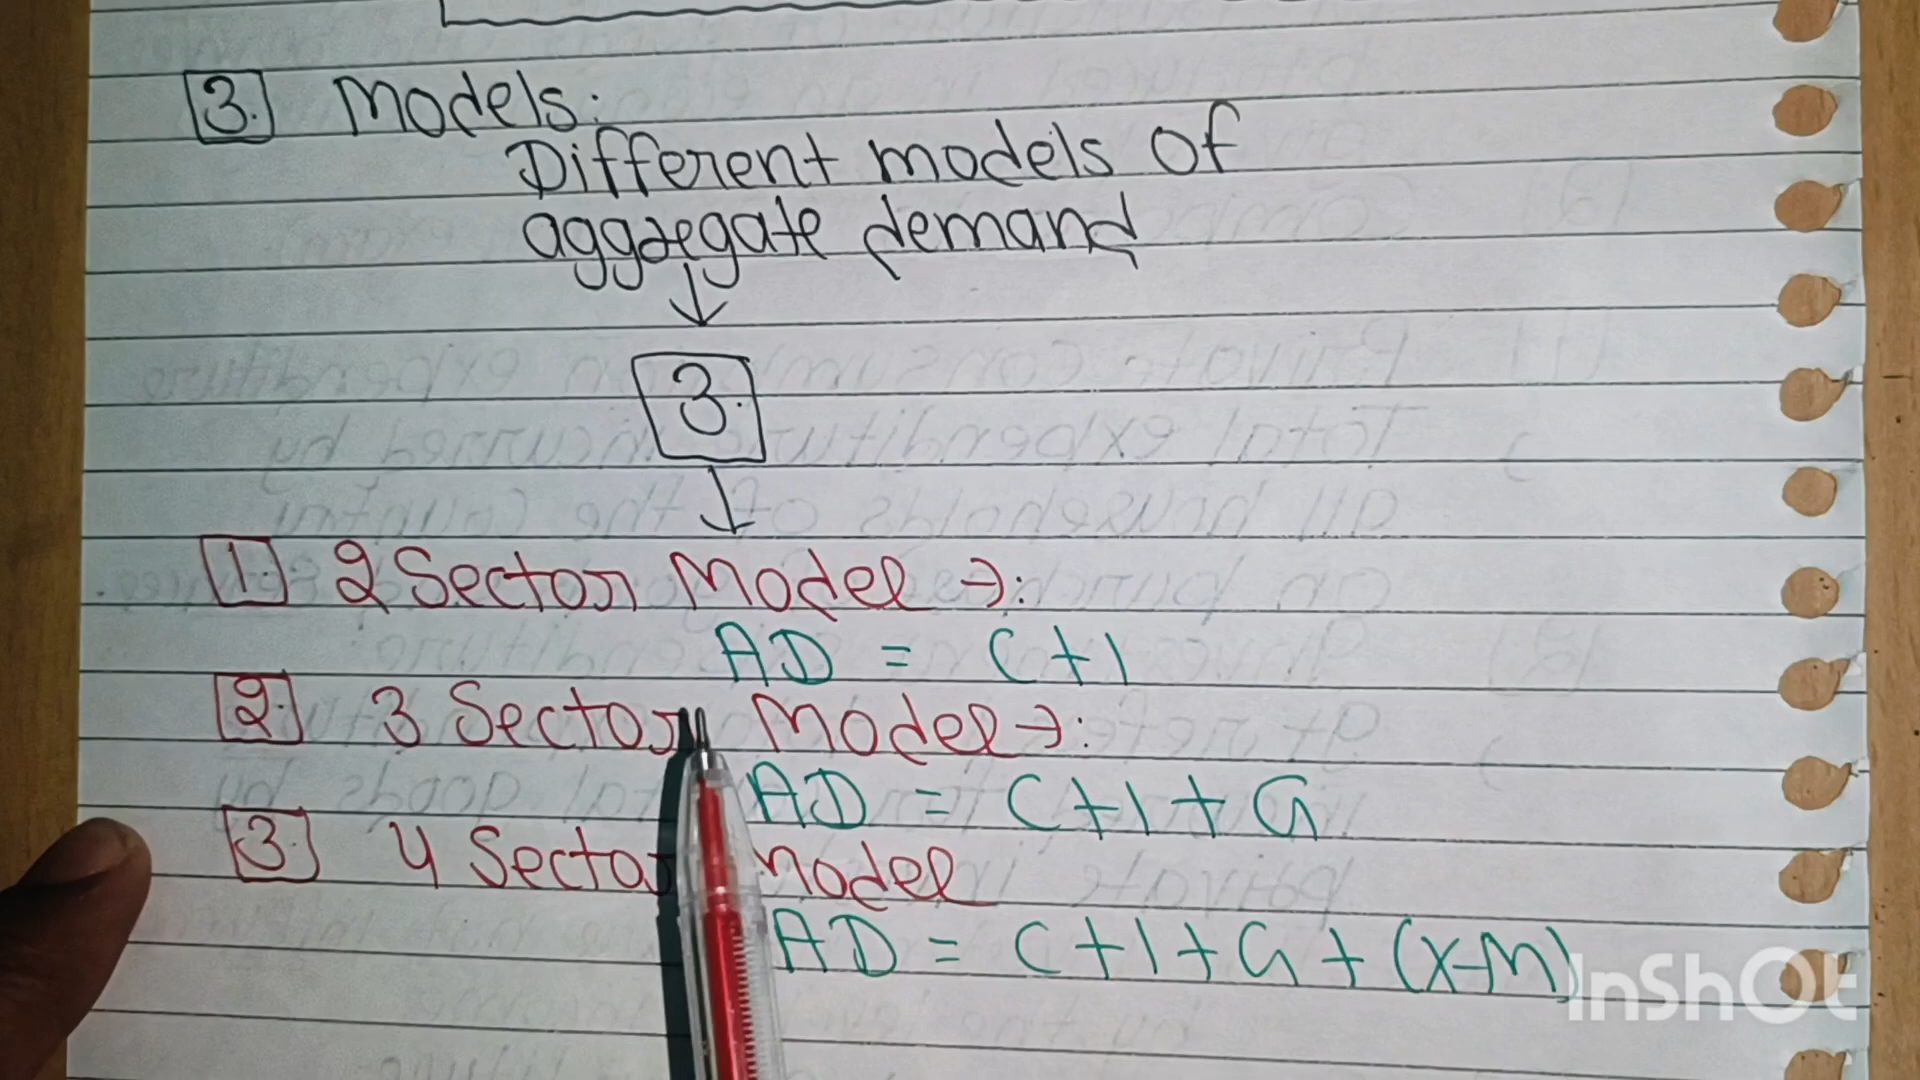 3. Models:
Different models of
aggregate demand
↓
3.
↓
1. 2 Sector Model →:
AD = C+I
2. 3 Sector Model →:
AD = C+I+G
3. 4 Sector Model
AD = C+I+G+(X-M)
InShOt